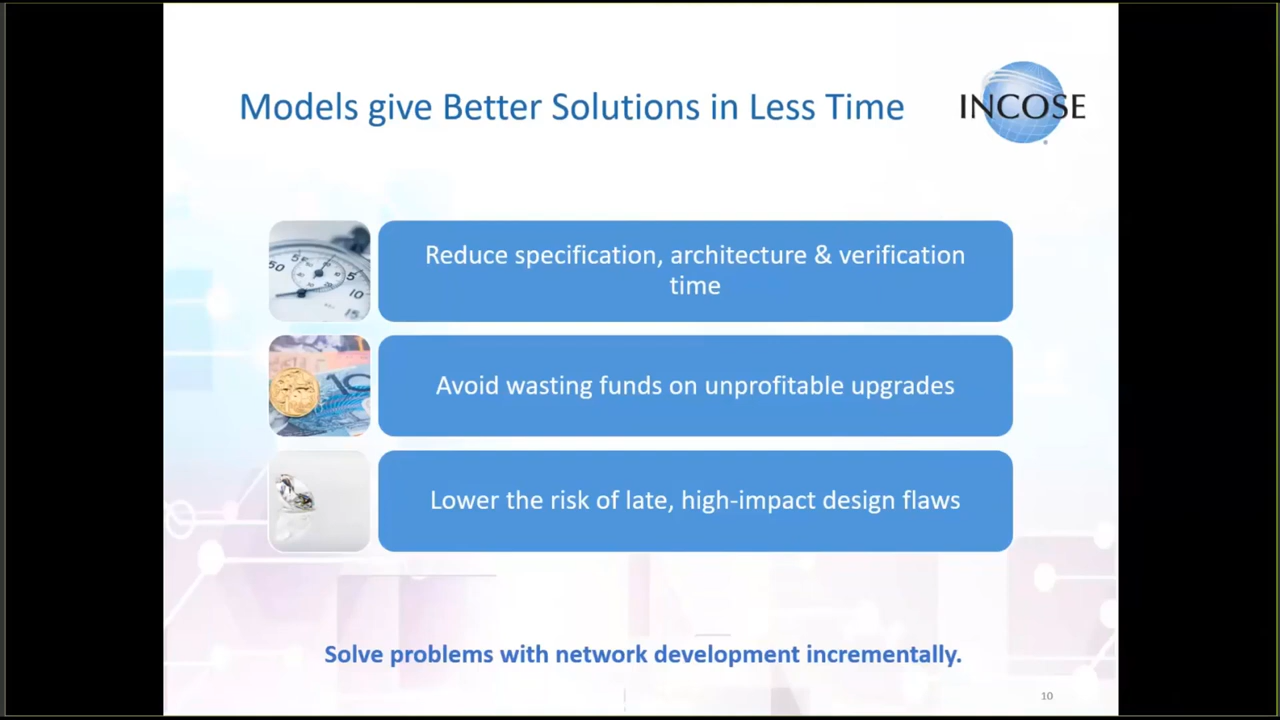 Models give Better Solutions in Less Time
INCOSE
Reduce specification, architecture & verification
time
Avoid wasting funds on unprofitable upgrades
Lower the risk of late, high-impact design flaws
Solve problems with network development incrementally.
10